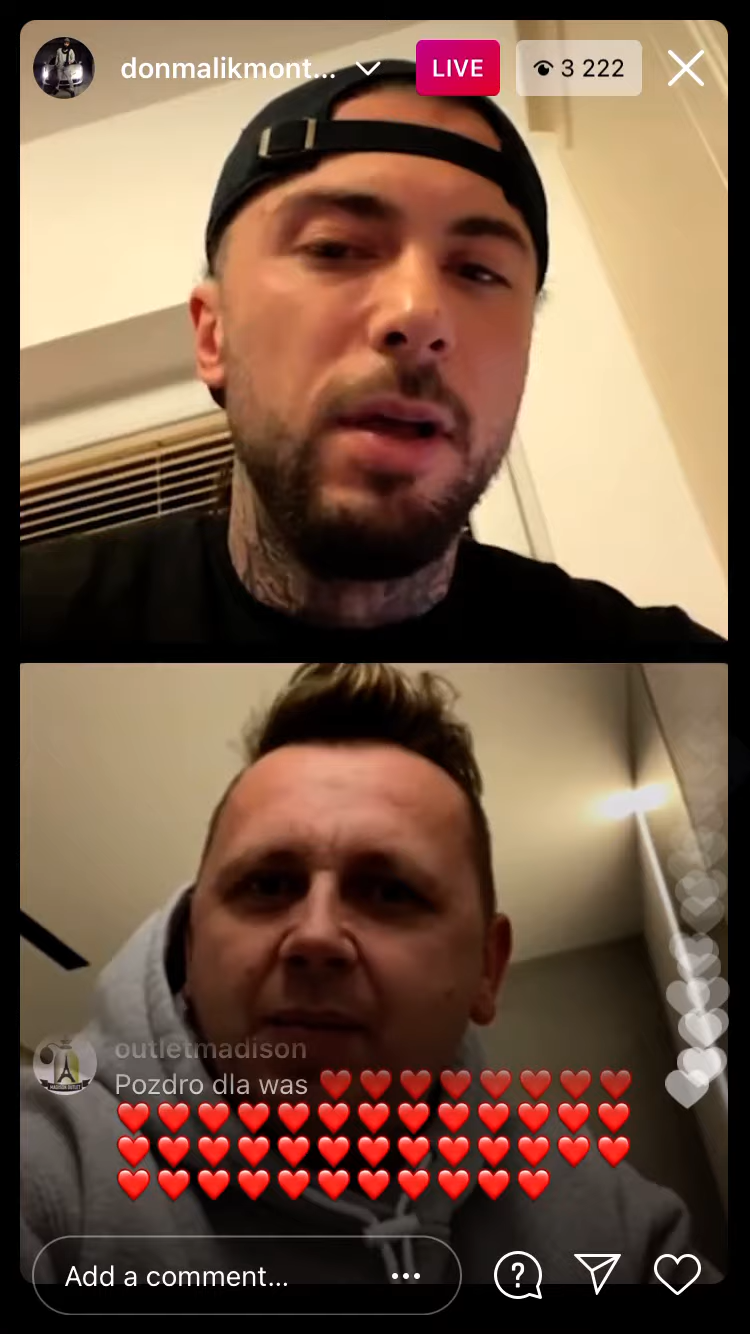 donmalikmont...
LIVE
3 222
outletmadison
Pozdro dla was ❤️❤️❤️❤️❤️❤️❤️❤️
❤️❤️❤️❤️❤️❤️❤️❤️❤️❤️❤️❤️❤️
❤️❤️❤️❤️❤️❤️❤️❤️❤️❤️❤️❤️❤️
❤️❤️❤️❤️❤️❤️❤️❤️❤️❤️❤️
Add a comment...